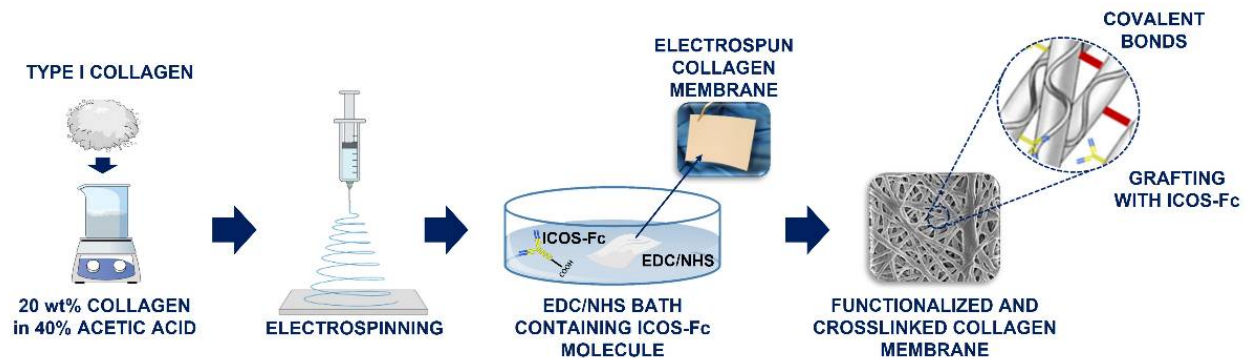 TYPE I COLLAGEN
20 wt% COLLAGEN
in 40% ACETIC ACID
ELECTROSPINNING
ELECTROSPUN
COLLAGEN
MEMBRANE
ICOS-Fc
COOH
EDC/NHS
EDC/NHS BATH
CONTAINING ICOS-Fc
MOLECULE
COVALENT
BONDS
GRAFTING
WITH ICOS-Fc
FUNCTIONALIZED AND
CROSSLINKED COLLAGEN
MEMBRANE